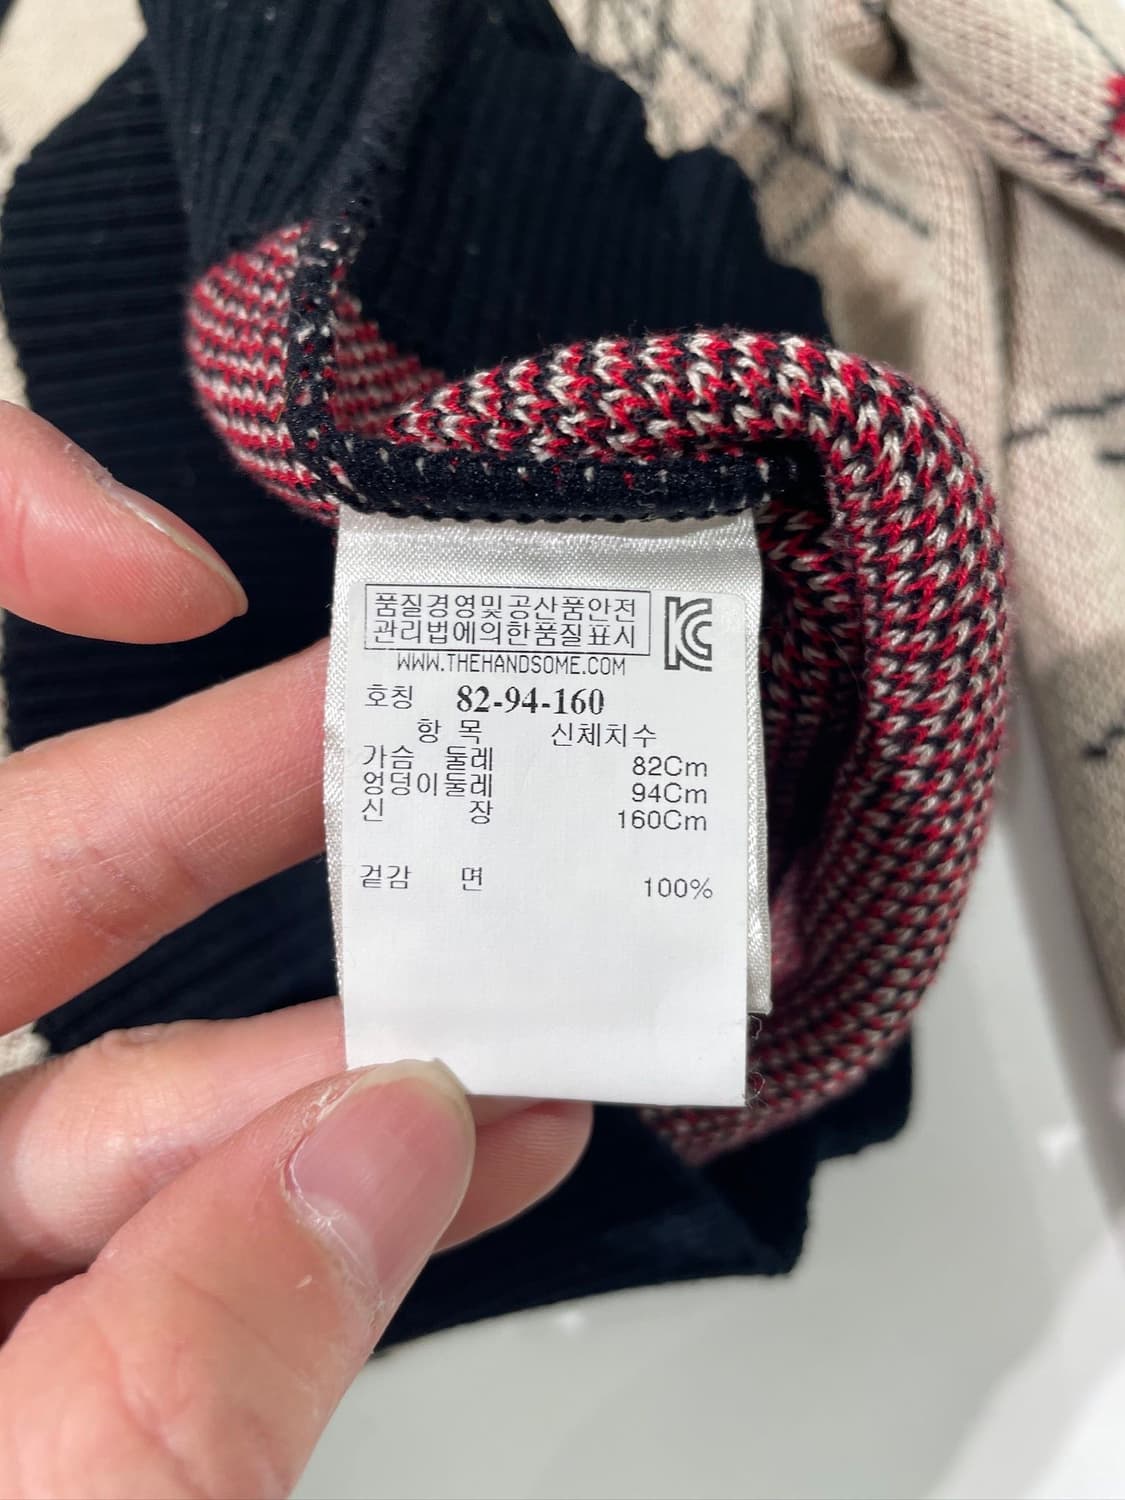 품질경영및공산품안전
관리법에의한품질표시
WWW.THEHANDSOME.COM
호칭 82-94-160
항 목 신체치수
가슴 둘레 82Cm
엉덩이둘레 94Cm
신 장 160Cm
겉감 면 100%